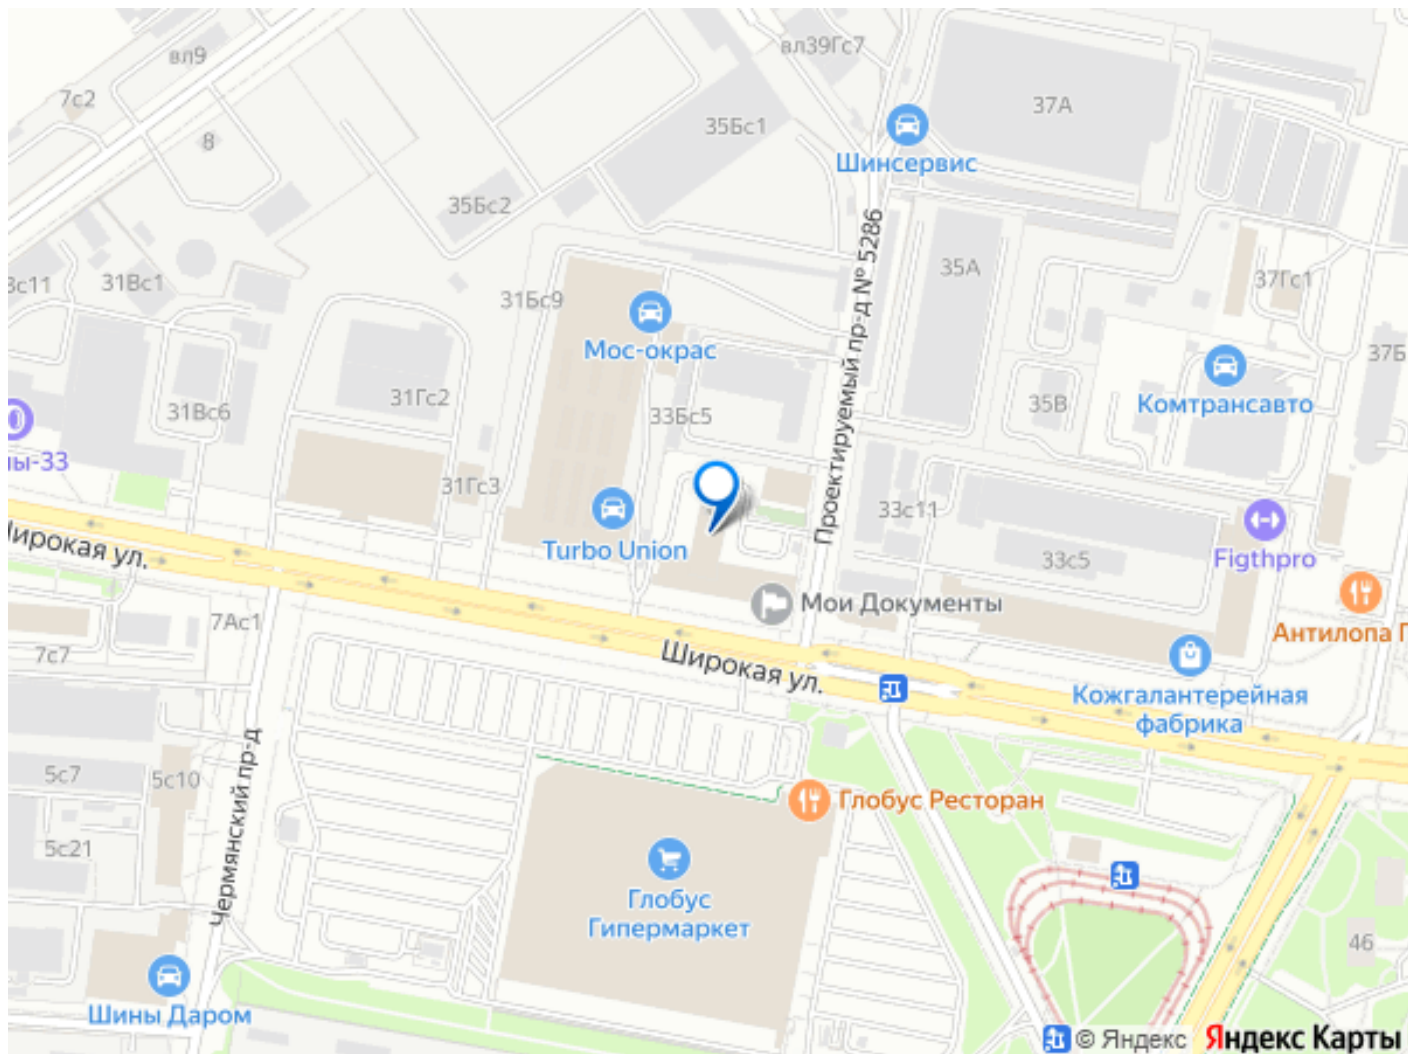 вл9
вл39Гс7
7с2
37А
8
35Бс1
Шинсервис
35Бс2
Проектируемый пр-д № 5286
35А
3с11
31Вс1
31Бс9
37Гс1
Мос-окрас
37Б
31Гс2
33Бс5
35В
Комтрансавто
31Вс6
ны-33
31Гс3
33с11
Turbo Union
33с5
Figthpro
Широкая ул.
Мои Документы
7Ас1
Антилопа Г
7с7
Широкая ул.
Кожгалантерейная
фабрика
Чермянский пр-д
5с7
5с10
Глобус Ресторан
5с21
Глобус
Гипермаркет
46
Шины Даром
© Яндекс Яндекс Карты